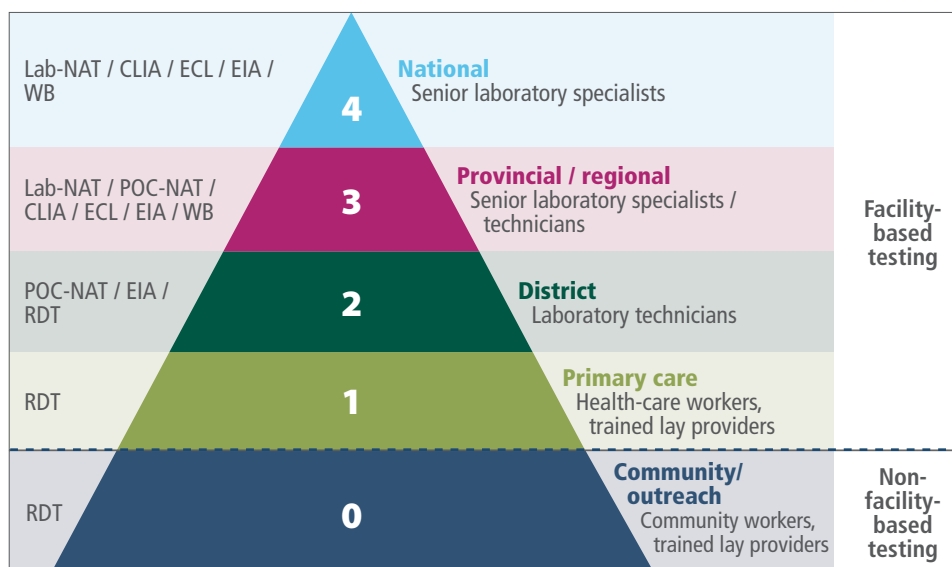 Lab-NAT / CLIA / ECL / EIA /
WB
4
National
Senior laboratory specialists
Lab-NAT / POC-NAT /
CLIA / ECL / EIA / WB
3
Provincial / regional
Senior laboratory specialists /
technicians
Facility-
based
testing
POC-NAT / EIA /
RDT
2
District
Laboratory technicians
RDT
1
Primary care
Health-care workers,
trained lay providers
RDT
0
Community/
outreach
Community workers,
trained lay providers
Non-
facility-
based
testing